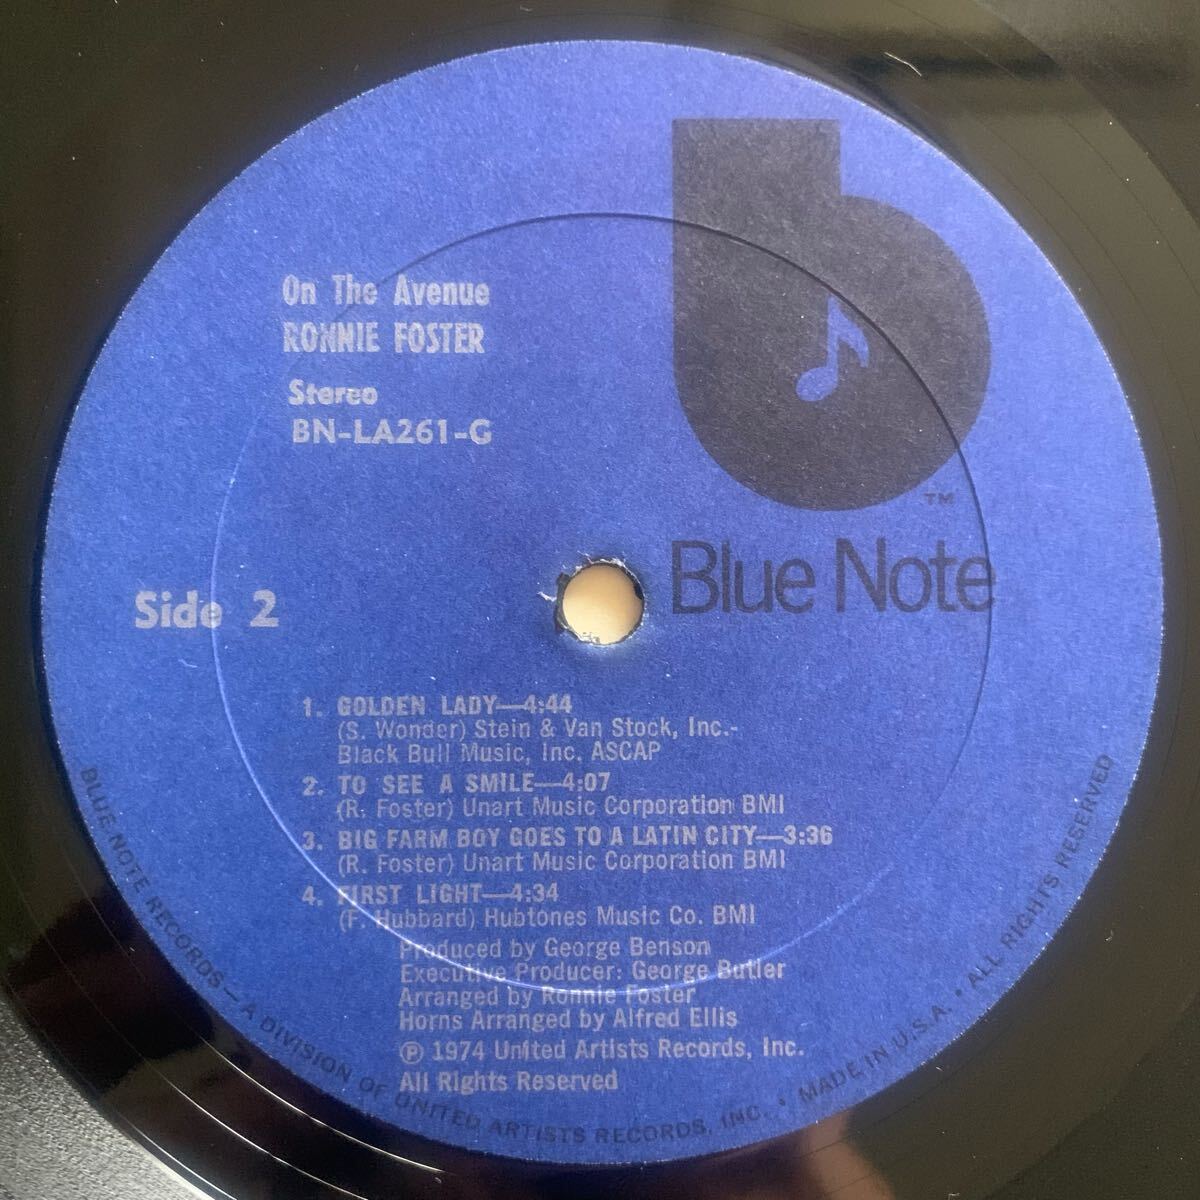 On The Avenue
RONNIE FOSTER
Stereo
BN-LA261-G
TM
Blue Note
Side 2
1. GOLDEN LADY—4:44
(S. Wonder) Stein & Van Stock, Inc.-
Black Bull Music, Inc. ASCAP
2. TO SEE A SMILE—4:07
(R. Foster) Unart Music Corporation BMI
3. BIG FARM BOY GOES TO A LATIN CITY—3:36
(R. Foster) Unart Music Corporation BMI
4. FIRST LIGHT—4:34
(F. Hubbard) Hubtones Music Co. BMI
Produced by George Benson
Executive Producer: George Butler
Arranged by Ronnie Foster
Horns Arranged by Alfred Ellis
℗ 1974 United Artists Records, Inc.
All Rights Reserved
BLUE NOTE RECORDS — A DIVISION OF UNITED ARTISTS RECORDS, INC. • MADE IN U.S.A. • ALL RIGHTS RESERVED